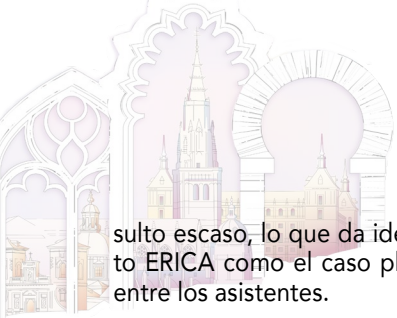 sulto escaso, lo que da ide
to ERICA como el caso pl
entre los asistentes.